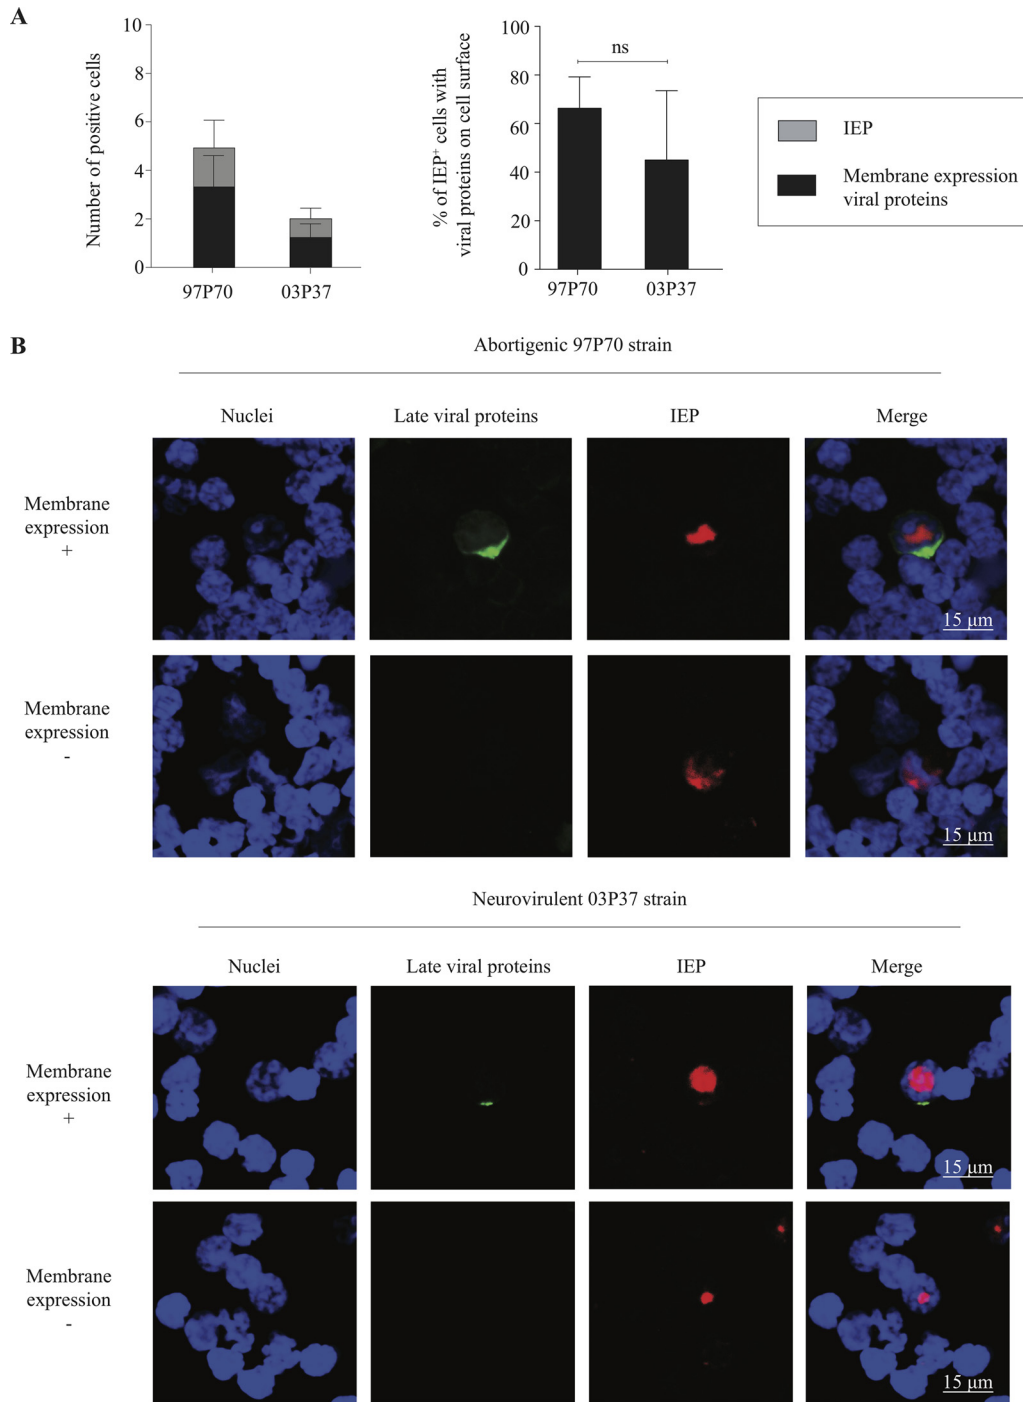 A
10
8
6
4
2
0
Number of positive cells
97P70
03P37
100
80
60
40
20
0
% of IEP+ cells with
viral proteins on cell surface
ns
97P70
03P37
IEP
Membrane expression
viral proteins
B
Abortigenic 97P70 strain
Nuclei
Late viral proteins
IEP
Merge
Membrane
expression
+
15 µm
Membrane
expression
-
15 µm
Neurovirulent 03P37 strain
Nuclei
Late viral proteins
IEP
Merge
Membrane
expression
+
15 µm
Membrane
expression
-
15 µm